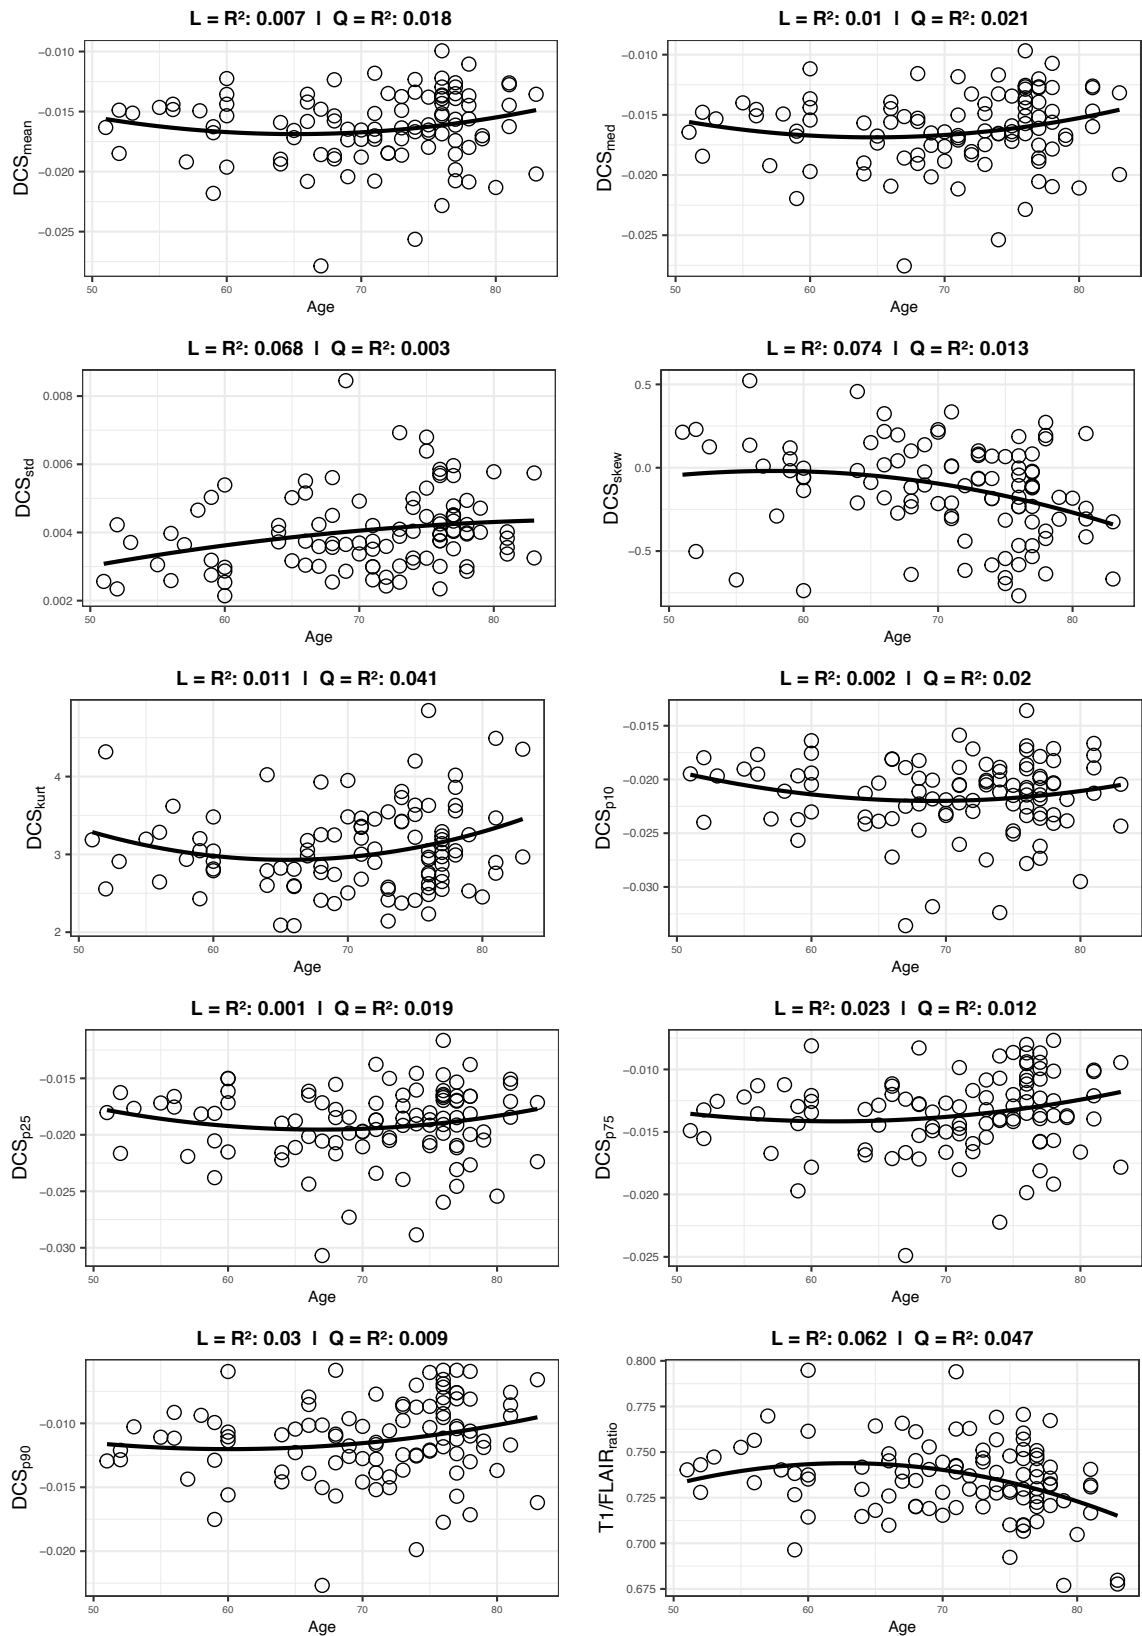 L = R²: 0.007 | Q = R²: 0.018
−0.010
−0.015
−0.020
−0.025
DCSmean
50 60 70 80
Age
L = R²: 0.01 | Q = R²: 0.021
−0.010
−0.015
−0.020
−0.025
DCSmed
50 60 70 80
Age
L = R²: 0.068 | Q = R²: 0.003
0.008
0.006
0.004
0.002
DCSstd
50 60 70 80
Age
L = R²: 0.074 | Q = R²: 0.013
0.5
0.0
−0.5
DCSskew
50 60 70 80
Age
L = R²: 0.011 | Q = R²: 0.041
4
3
2
DCSkurt
50 60 70 80
Age
L = R²: 0.002 | Q = R²: 0.02
−0.015
−0.020
−0.025
−0.030
DCSp10
50 60 70 80
Age
L = R²: 0.001 | Q = R²: 0.019
−0.015
−0.020
−0.025
−0.030
DCSp25
50 60 70 80
Age
L = R²: 0.023 | Q = R²: 0.012
−0.010
−0.015
−0.020
−0.025
DCSp75
50 60 70 80
Age
L = R²: 0.03 | Q = R²: 0.009
−0.010
−0.015
−0.020
DCSp90
50 60 70 80
Age
L = R²: 0.062 | Q = R²: 0.047
0.800
0.775
0.750
0.725
0.700
0.675
T1/FLAIRratio
50 60 70 80
Age